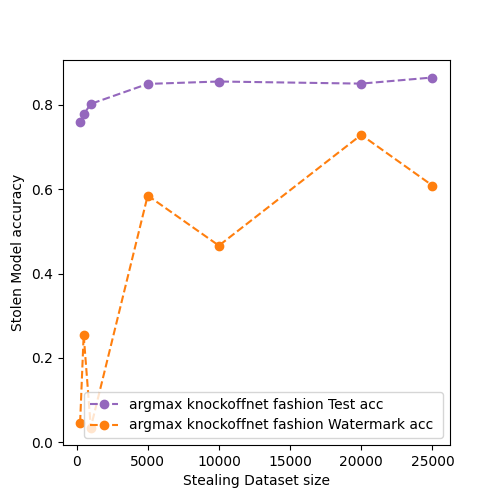 Stolen Model accuracy
0.8
0.6
0.4
0.2
0.0
argmax knockoffnet fashion Test acc
argmax knockoffnet fashion Watermark acc
0 5000 10000 15000 20000 25000
Stealing Dataset size